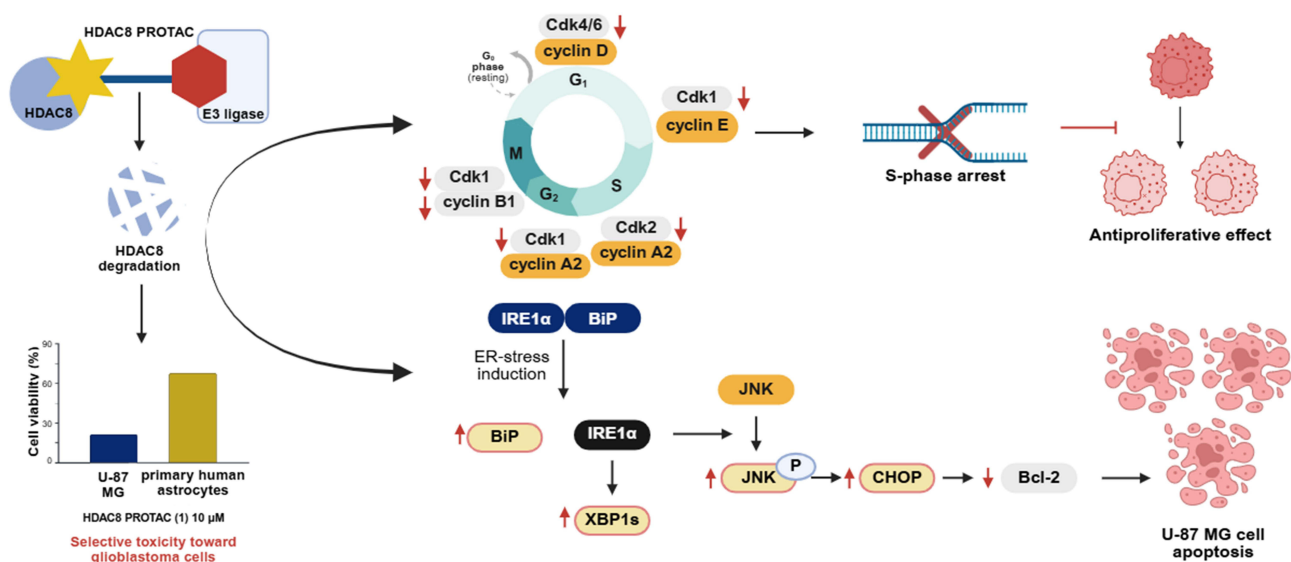 HDAC8 PROTAC
HDAC8
E3 ligase
HDAC8
degradation
Cell viability (%)
90
60
30
0
U-87
MG
primary human
astrocytes
HDAC8 PROTAC (1) 10 μM
Selective toxicity toward
glioblastoma cells
Cdk4/6
cyclin D
G₀
phase
(resting)
G₁
Cdk1
cyclin E
M
S
G₂
Cdk1
cyclin B1
Cdk1
cyclin A2
Cdk2
cyclin A2
S-phase arrest
Antiproliferative effect
IRE1α
BiP
ER-stress
induction
BiP
IRE1α
XBP1s
JNK
P
JNK
CHOP
Bcl-2
U-87 MG cell
apoptosis